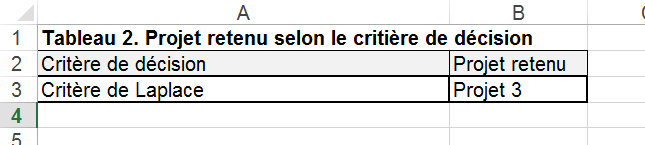 A B
1 Tableau 2. Projet retenu selon le critière de décision
2 Critère de décision Projet retenu
3 Critère de Laplace Projet 3
4
5